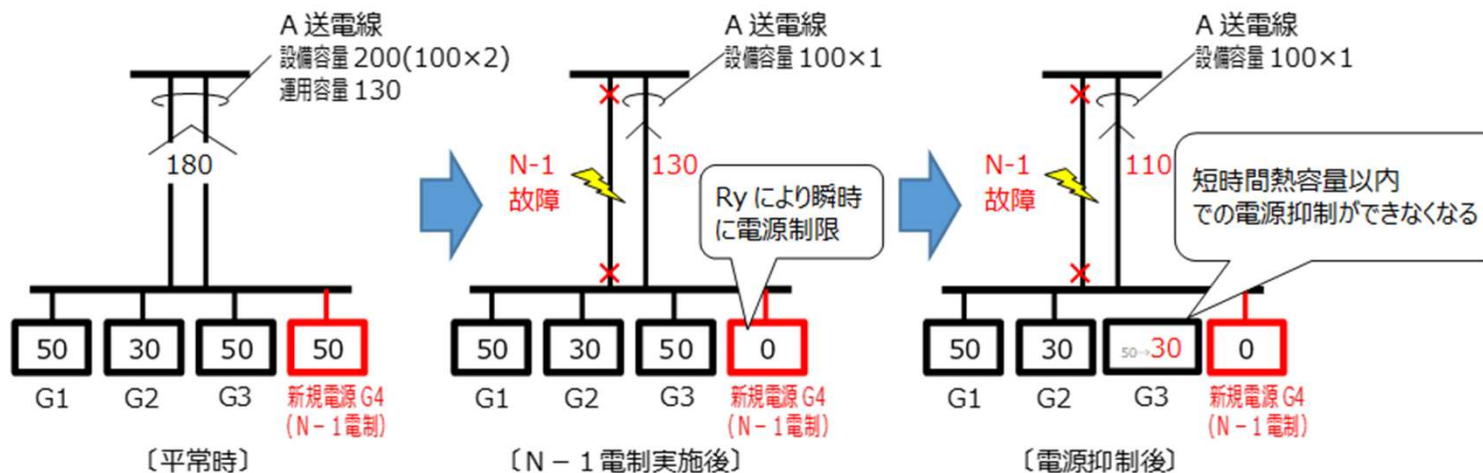 A 送電線
設備容量 200(100×2)
運用容量 130
180
50
30
50
50
G1
G2
G3
新規電源 G4
(N－1電制)
〔平常時〕
A 送電線
設備容量 100×1
N-1
故障
130
Ry により瞬時
に電源制限
50
30
50
0
G1
G2
G3
新規電源 G4
(N－1電制)
〔N－1電制実施後〕
A 送電線
設備容量 100×1
N-1
故障
110
短時間熱容量以内
での電源抑制ができなくなる
50
30
50→30
0
G1
G2
G3
新規電源 G4
(N－1電制)
〔電源抑制後〕